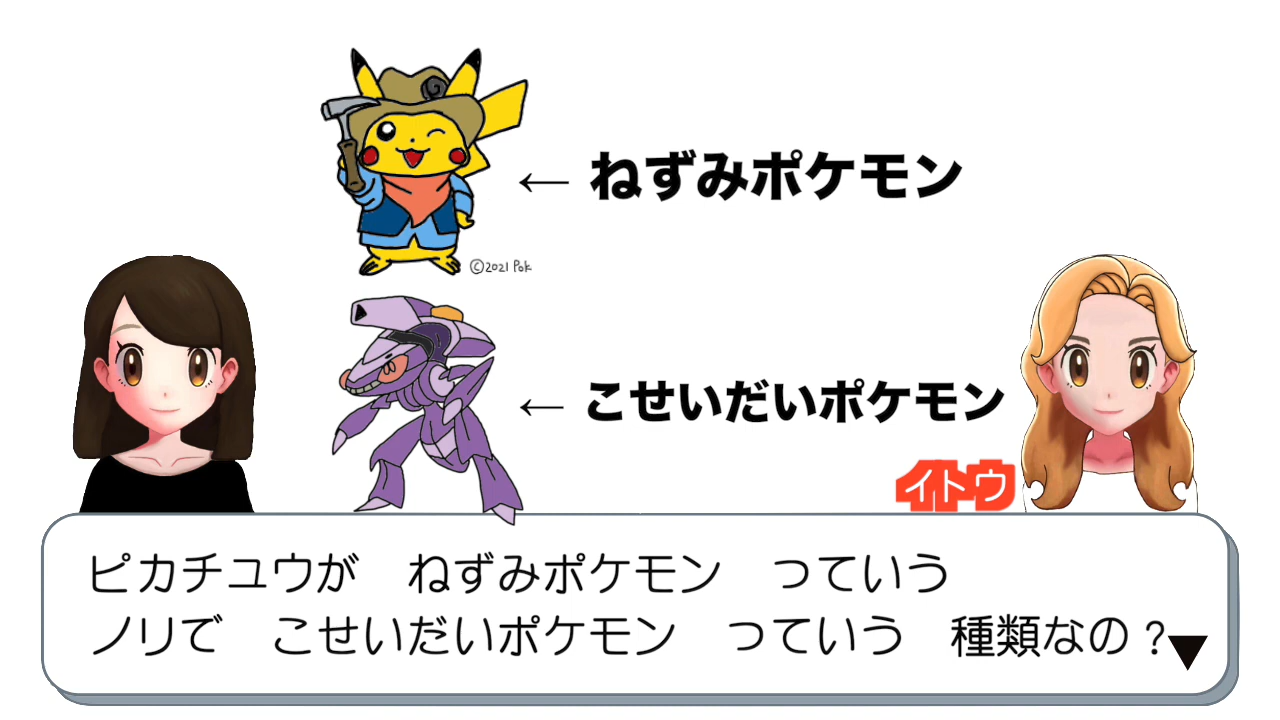 ← ねずみポケモン
©2021 Pok
← こせいだいポケモン
イトウ
ピカチュウが ねずみポケモン っていう
ノリで こせいだいポケモン っていう 種類なの？▼